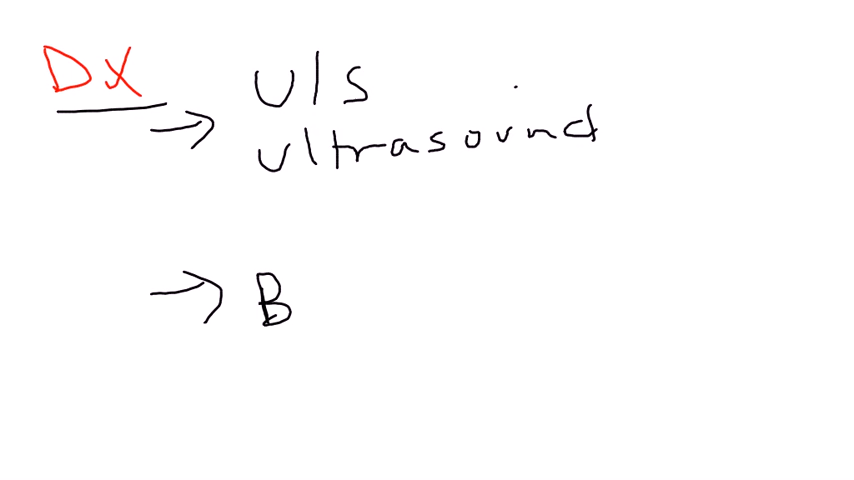 DX
→ U/S
ultrasound
→ B